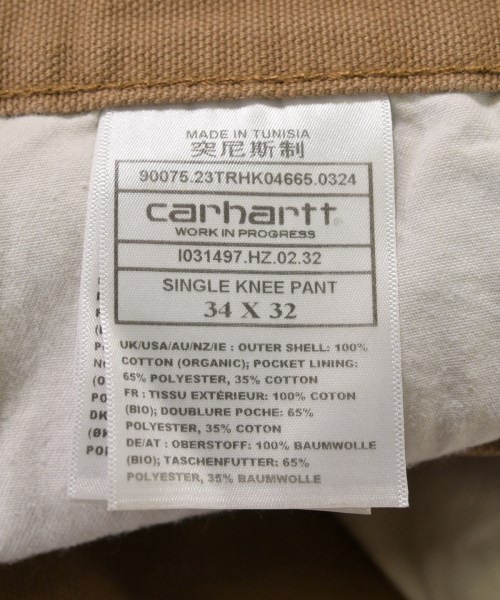 MADE IN TUNISIA
突尼斯制
90075.23TRHK04665.0324
carhartt
WORK IN PROGRESS
I031497.HZ.02.32
SINGLE KNEE PANT
34 X 32
UK/USA/AU/NZ/IE : OUTER SHELL: 100%
COTTON (ORGANIC); POCKET LINING:
65% POLYESTER, 35% COTTON
FR : TISSU EXTÉRIEUR: 100% COTON
(BIO); DOUBLURE POCHE: 65%
POLYESTER, 35% COTON
DE/AT : OBERSTOFF: 100% BAUMWOLLE
(BIO); TASCHENFUTTER: 65%
POLYESTER, 35% BAUMWOLLE